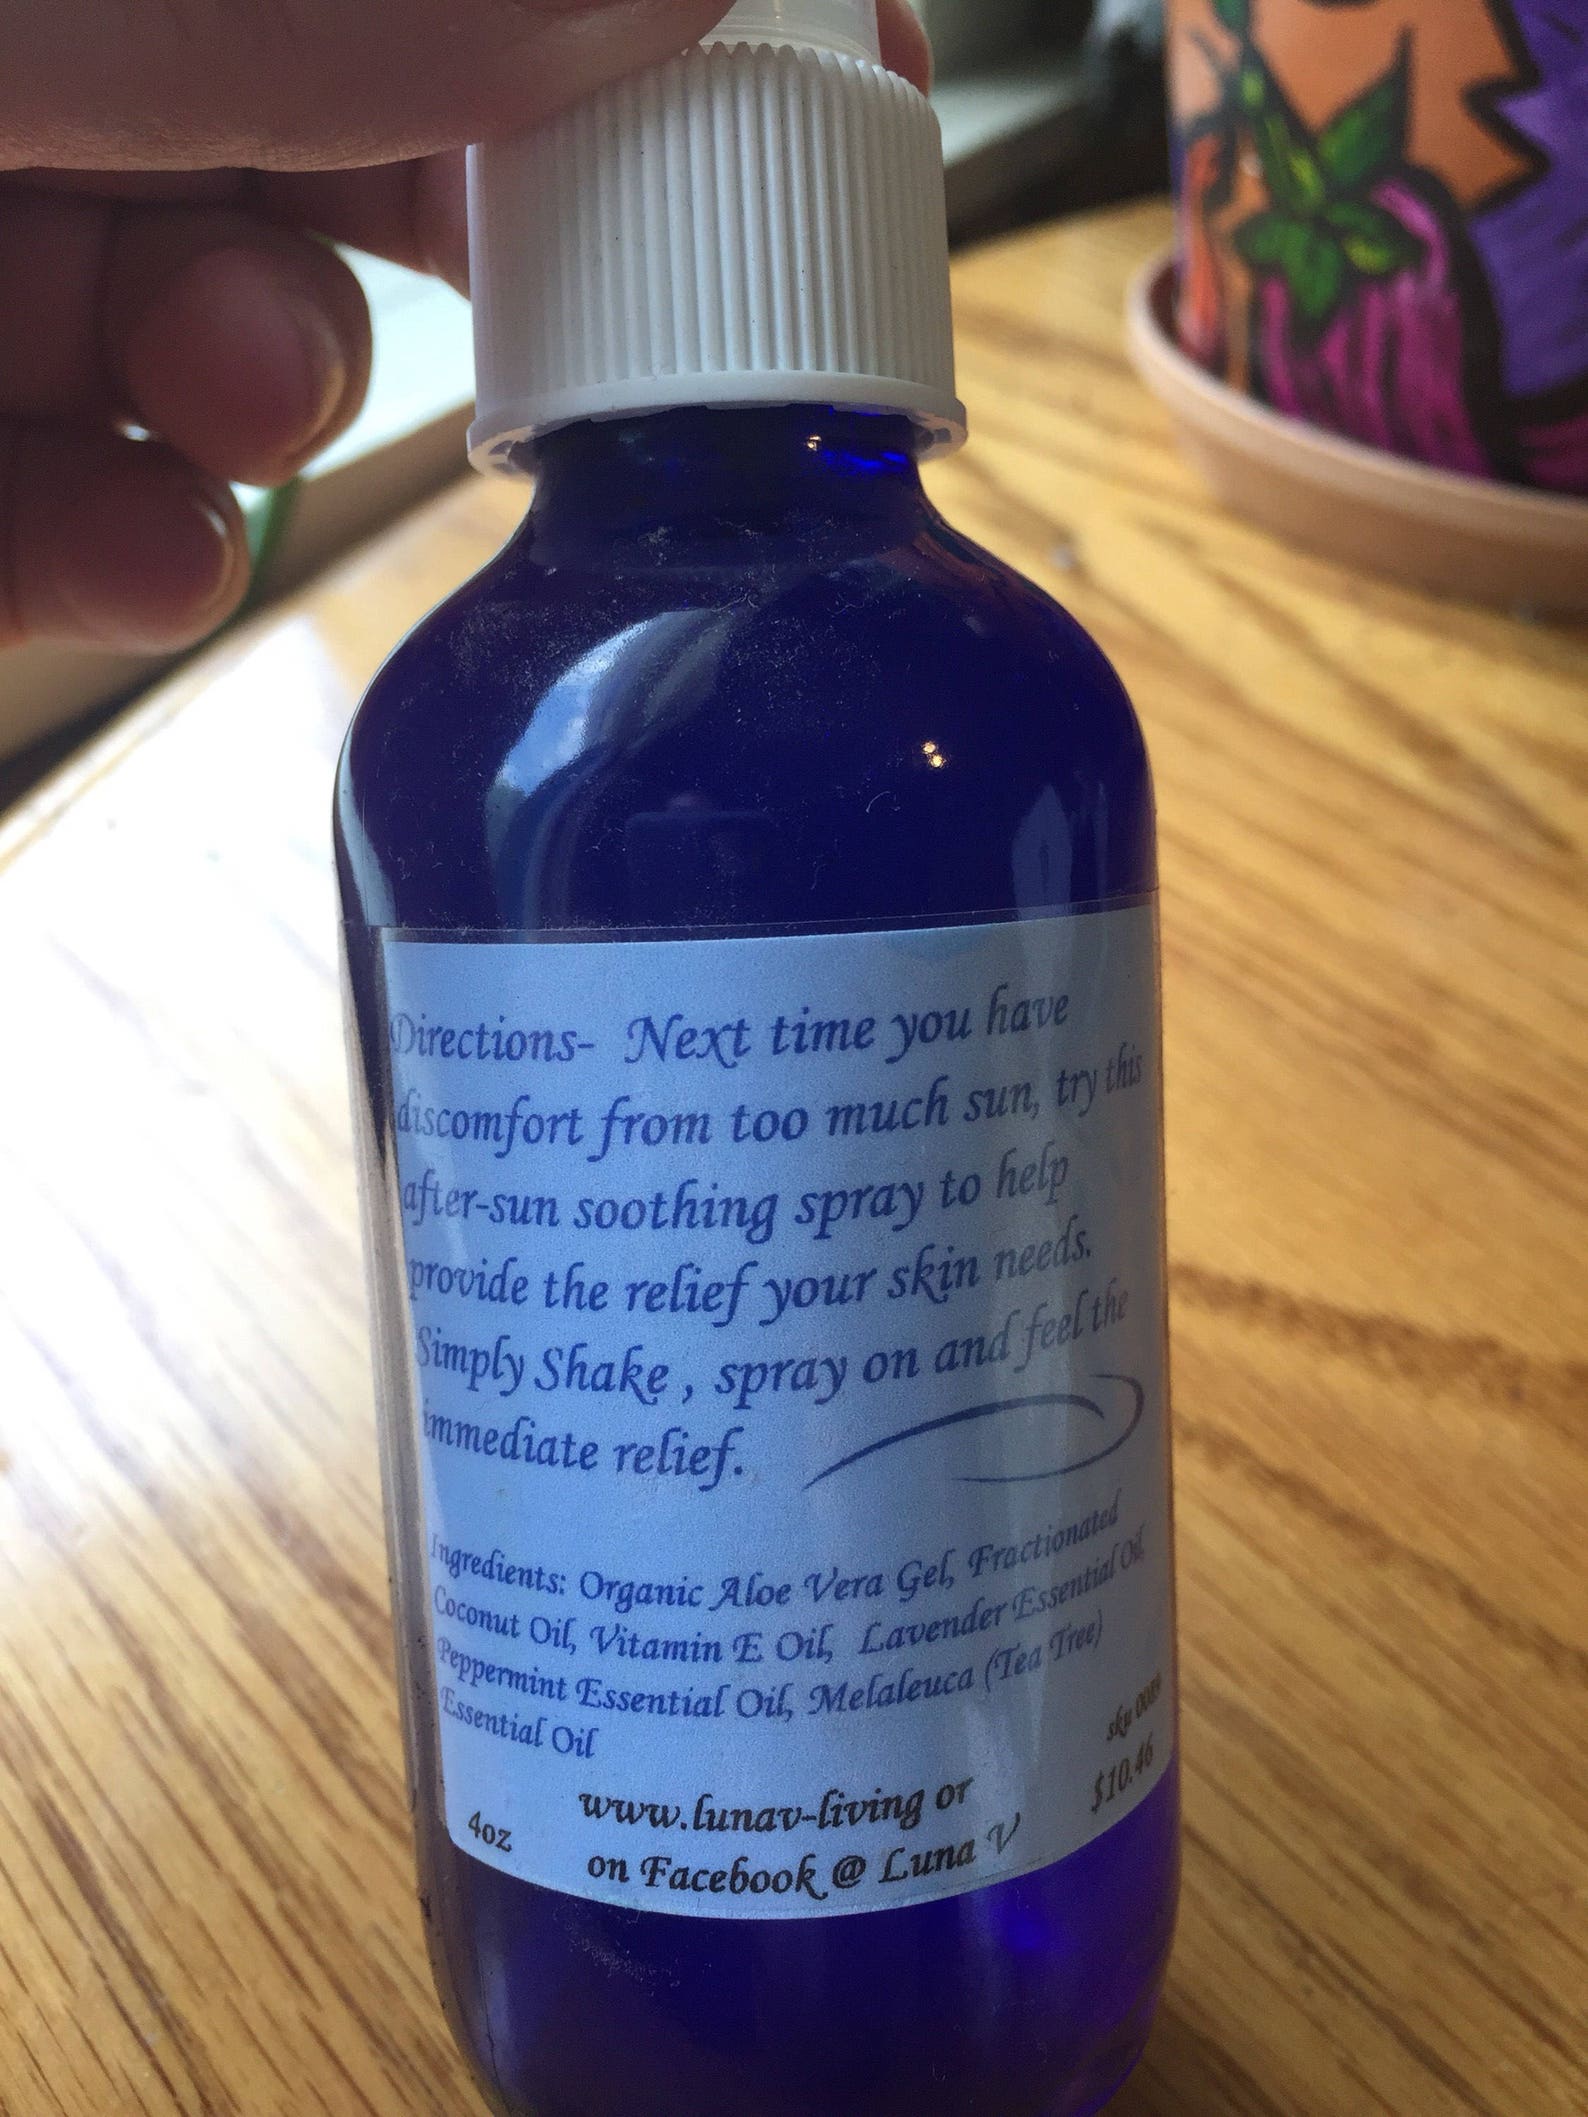 Directions- Next time you have
discomfort from too much sun, try this
after-sun soothing spray to help
provide the relief your skin needs.
Simply Shake , spray on and feel the
immediate relief.
Ingredients: Organic Aloe Vera Gel, Fractionated
Coconut Oil, Vitamin E Oil, Lavender Essential Oil,
Peppermint Essential Oil, Melaleuca (Tea Tree)
Essential Oil
sku
$10.46
4oz
www.lunav-living or
on Facebook @ Luna V